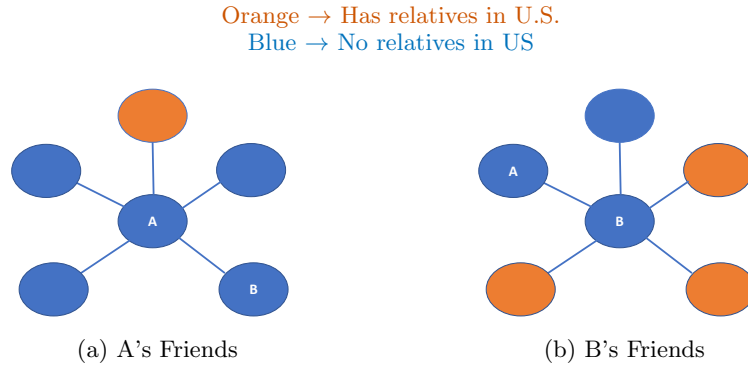 Orange → Has relatives in U.S.
Blue → No relatives in US
A
B
(a) A's Friends
A
B
(b) B's Friends